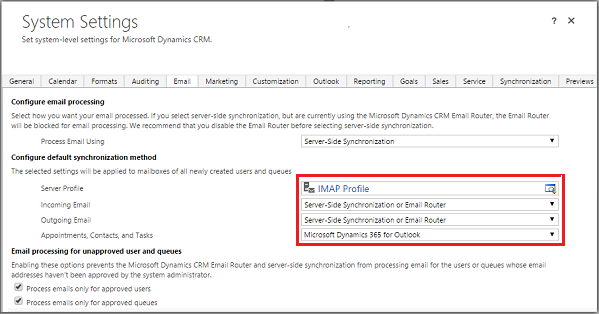 System Settings
? ×
Set system-level settings for Microsoft Dynamics CRM.
General Calendar Formats Auditing Email Marketing Customization Outlook Reporting Goals Sales Service Synchronization Previews
Configure email processing
Select how you want your email processed. If you select server-side synchronization, but are currently using the Microsoft Dynamics CRM Email Router, the Email Router
will be blocked for email processing. We recommend that you disable the Email Router before selecting server-side synchronization.
Process Email Using Server-Side Synchronization
Configure default synchronization method
The selected settings will be applied to mailboxes of all newly created users and queues
Server Profile IMAP Profile
Incoming Email Server-Side Synchronization or Email Router
Outgoing Email Server-Side Synchronization or Email Router
Appointments, Contacts, and Tasks Microsoft Dynamics 365 for Outlook
Email processing for unapproved user and queues
Enabling these options prevents the Microsoft Dynamics CRM Email Router and server-side synchronization from processing email for the users or queues whose email
addresses haven't been approved by the system administrator.
Process emails only for approved users
Process emails only for approved queues